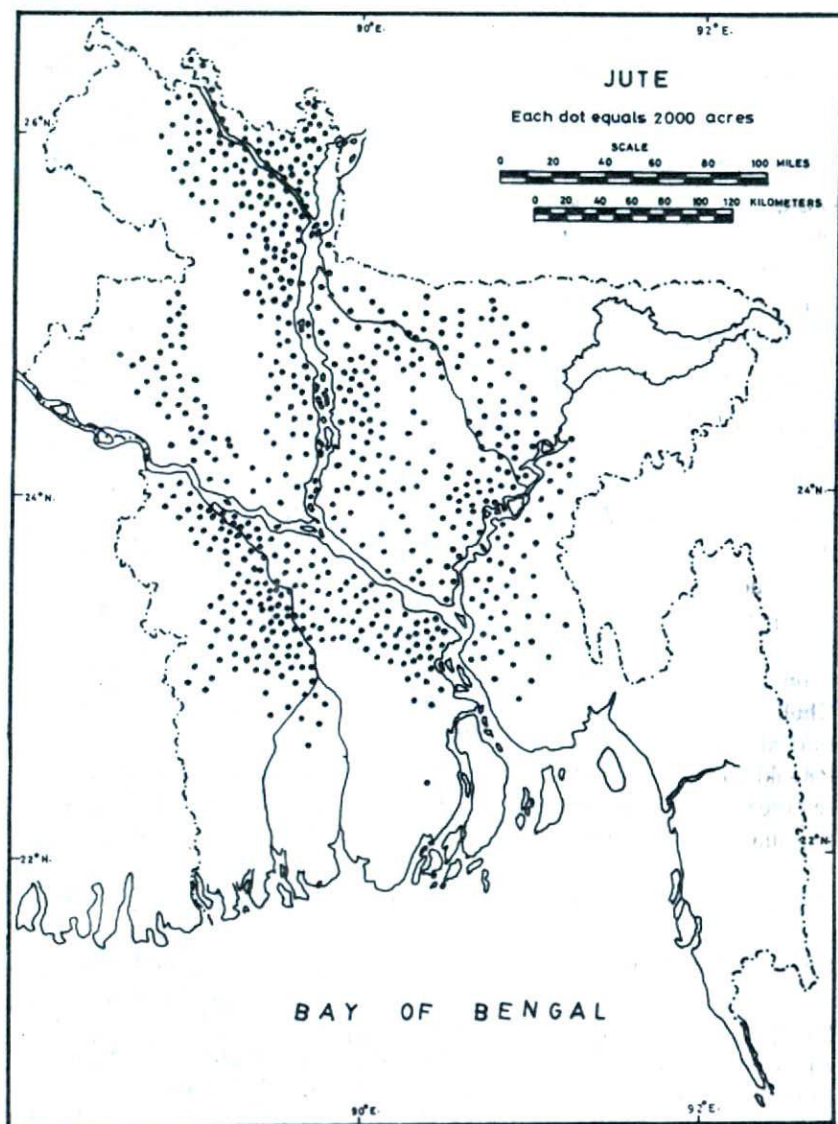 90°E.
92°E.
JUTE
26°N.
Each dot equals 2000 acres
SCALE
0 20 40 60 80 100 MILES
0 20 40 60 80 100 120 KILOMETERS
24°N.
24°N.
22°N.
22°N.
BAY OF BENGAL
90°E.
92°E.